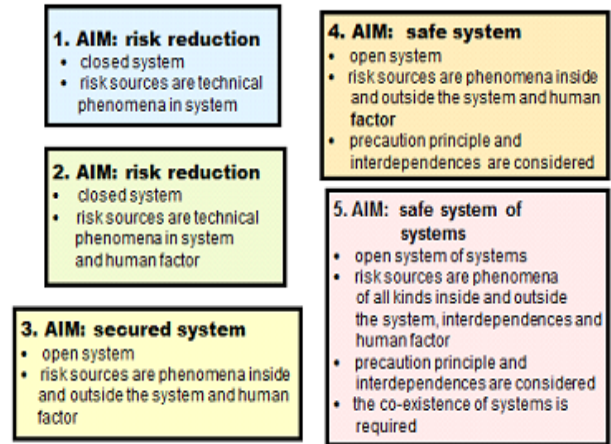 1. AIM: risk reduction
• closed system
• risk sources are technical
phenomena in system
2. AIM: risk reduction
• closed system
• risk sources are technical
phenomena in system
and human factor
3. AIM: secured system
• open system
• risk sources are phenomena inside
and outside the system and human
factor
4. AIM: safe system
• open system
• risk sources are phenomena inside
and outside the system and human
factor
• precaution principle and
interdependences are considered
5. AIM: safe system of
systems
• open system of systems
• risk sources are phenomena
of all kinds inside and outside
the system, interdependences and
human factor
• precaution principle and
interdependences are considered
• the co-existence of systems is
required